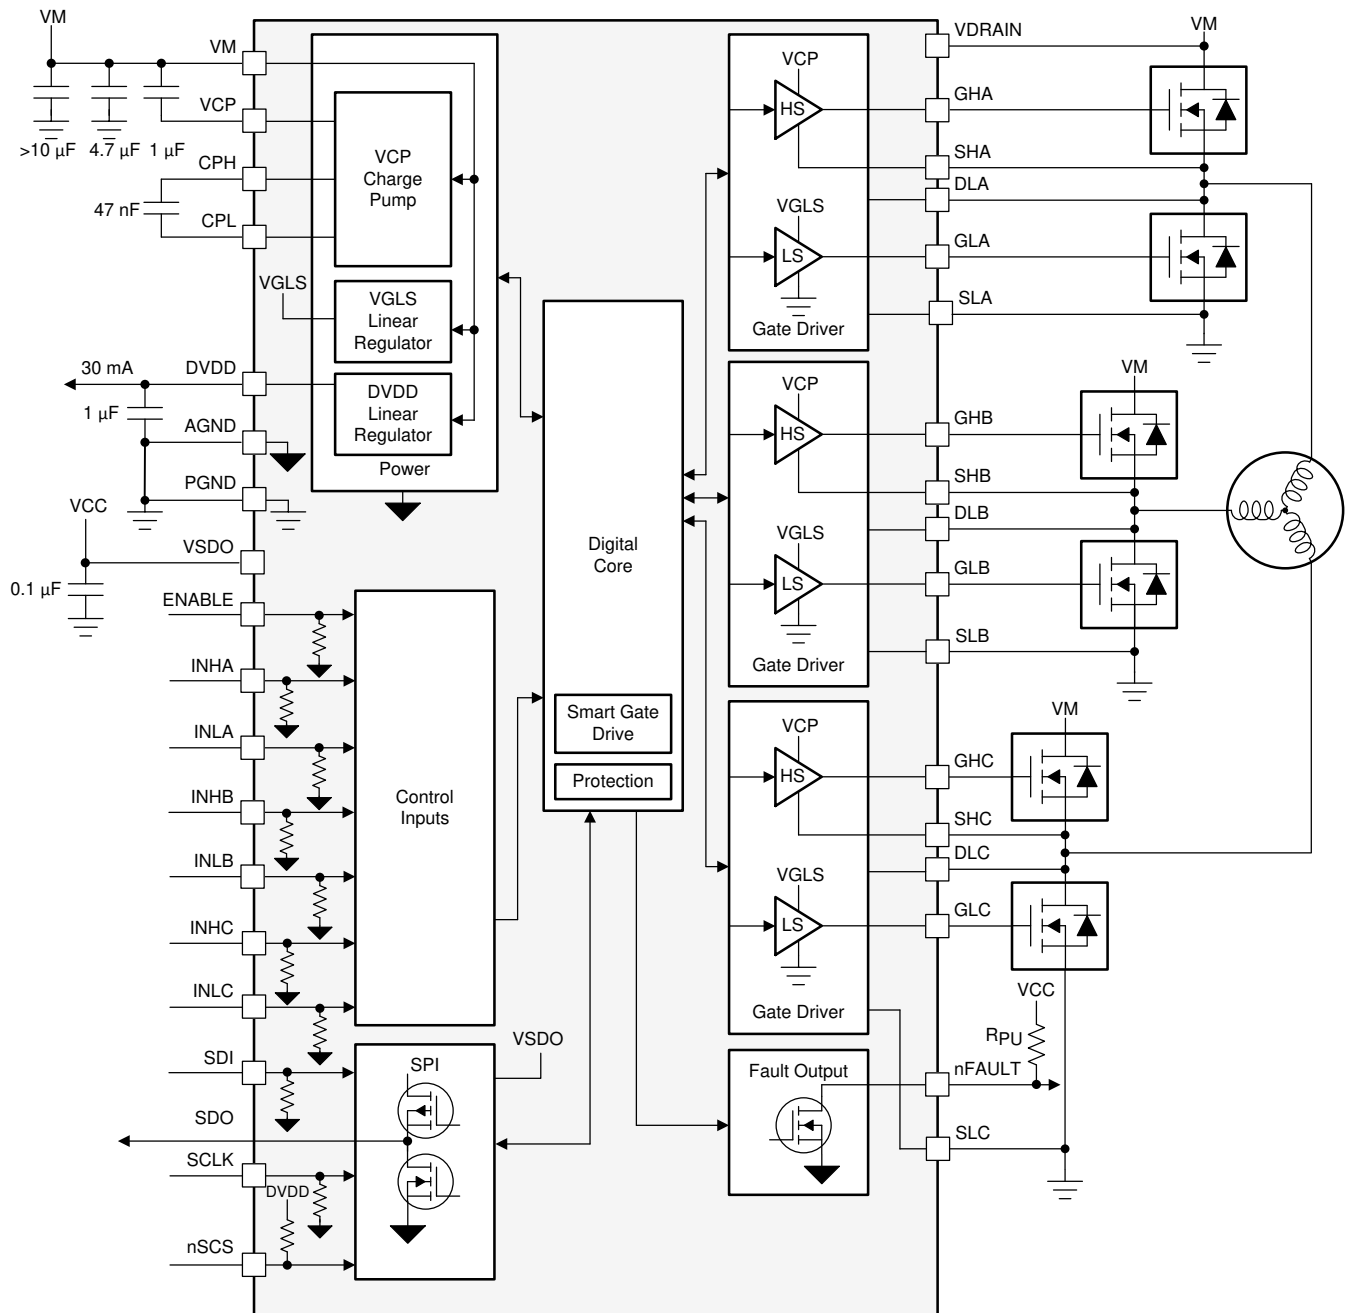 VM
VM
>10 µF
4.7 µF
1 µF
VCP
CPH
47 nF
CPL
VCP
Charge
Pump
VGLS
VGLS
Linear
Regulator
30 mA
DVDD
DVDD
Linear
Regulator
1 µF
AGND
Power
PGND
VCC
VSDO
0.1 µF
ENABLE
INHA
INLA
INHB
INLB
INHC
INLC
Control
Inputs
SDI
SDO
SCLK
DVDD
nSCS
SPI
VSDO
Digital
Core
Smart Gate
Drive
Protection
VCP
HS
VGLS
LS
Gate Driver
VCP
HS
VGLS
LS
Gate Driver
VCP
HS
VGLS
LS
Gate Driver
Fault Output
VDRAIN
VM
GHA
SHA
DLA
GLA
SLA
VM
GHB
SHB
DLB
GLB
SLB
VM
GHC
SHC
DLC
GLC
VCC
RPU
nFAULT
SLC